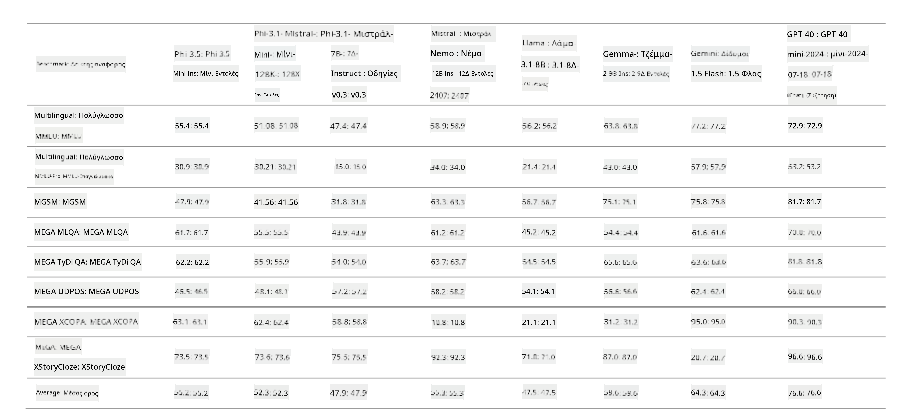 Phi-3.1- Mistral-: Phi-3.1- Μιστράλ- Mistral : Μιστράλ GPT 4O : GPT 4O
Phi 3.5: Phi 3.5 Mini-: Μίνι- 7B-: 7Δ- Nemo : Νέμο Llama : Λάμα Gemma-: Τζέμμα- Gemini: Δίδυμοι mini 2024 : μίνι 2024
Mini Ins: Μίνι Εντολές 128K : 128K Instruct : Οδηγίες 12B Ins: 12Δ Εντολές 3.1 8B : 3.1 8Δ 2 9B Ins: 2 9Δ Εντολές 1.5 Flash: 1.5 Φλας 07-18: 07-18
v0.3: v0.3 2407: 2407
Multilingual: Πολύγλωσσο
55.4: 55.4 51.08: 51.08 47.4: 47.4 58.9: 58.9 56.2: 56.2 63.8: 63.8 77.2: 77.2 72.9: 72.9
Multilingual: Πολύγλωσσο
30.9: 30.9 30.21: 30.21 15.0: 15.0 34.0: 34.0 21.4: 21.4 43.0: 43.0 57.9: 57.9 53.2: 53.2
MGSM: MGSM 47.9: 47.9 41.56: 41.56 31.8: 31.8 63.3: 63.3 56.7: 56.7 75.1: 75.1 75.8: 75.8 81.7: 81.7
MEGA MLQA: MEGA MLQA 61.7: 61.7 55.5: 55.5 43.9: 43.9 61.2: 61.2 45.2: 45.2 54.4: 54.4 61.6: 61.6 70.0: 70.0
MEGA TyDi QA: MEGA TyDi QA 62.2: 62.2 55.9: 55.9 54.0: 54.0 63.7: 63.7 54.5: 54.5 65.6: 65.6 63.6: 63.6 81.8: 81.8
MEGA UDPOS: MEGA UDPOS 46.5: 46.5 48.1: 48.1 57.2: 57.2 58.2: 58.2 54.1: 54.1 56.6: 56.6 62.4: 62.4 66.0: 66.0
MEGA XCOPA: MEGA XCOPA 63.1: 63.1 62.4: 62.4 58.8: 58.8 10.8: 10.8 21.1: 21.1 31.2: 31.2 95.0: 95.0 90.3: 90.3
MEGA: MEGA
XStoryCloze: XStoryCloze 73.5: 73.5 73.6: 73.6 75.5: 75.5 92.3: 92.3 71.0: 71.0 87.0: 87.0 20.7: 20.7 96.6: 96.6
Average: Μέσος όρος 55.2: 55.2 52.3: 52.3 47.9: 47.9 55.3: 55.3 47.5: 47.5 59.6: 59.6 64.3: 64.3 76.6: 76.6